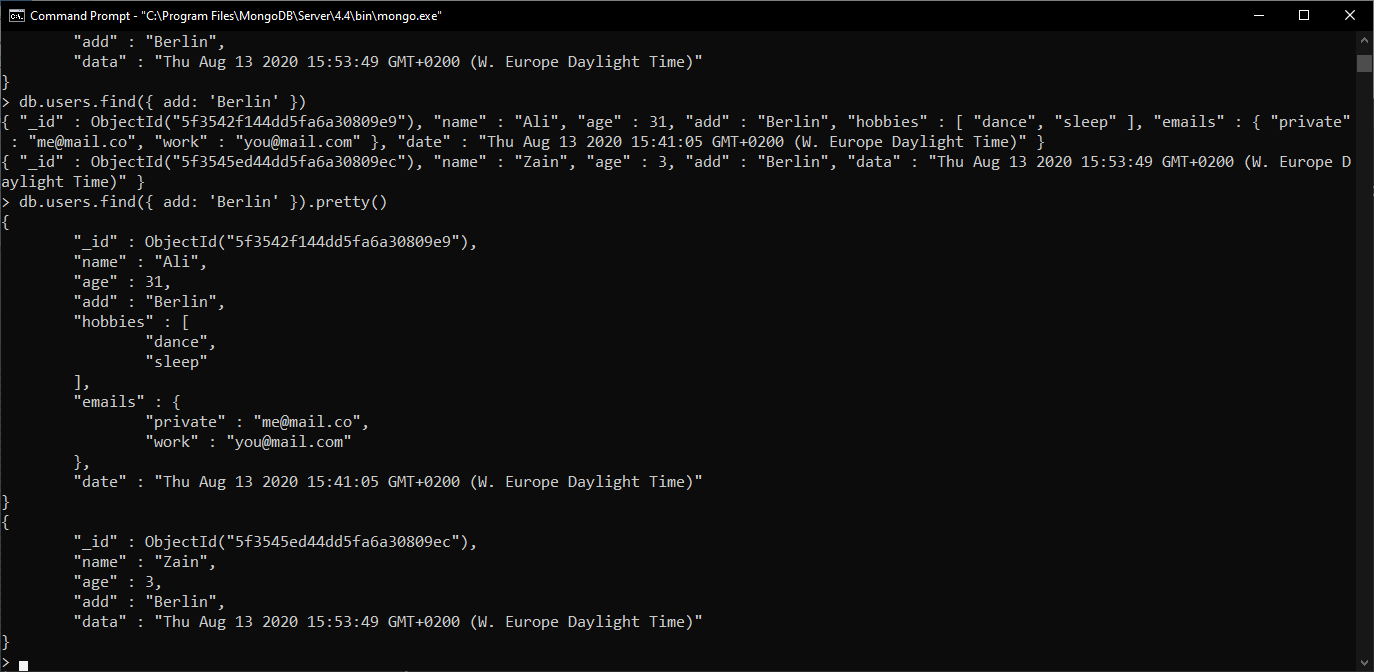 Command Prompt - "C:\Program Files\MongoDB\Server\4.4\bin\mongo.exe"
"add" : "Berlin",
"data" : "Thu Aug 13 2020 15:53:49 GMT+0200 (W. Europe Daylight Time)"
}
> db.users.find({ add: 'Berlin' })
{ "_id" : ObjectId("5f3542f144dd5fa6a30809e9"), "name" : "Ali", "age" : 31, "add" : "Berlin", "hobbies" : [ "dance", "sleep" ], "emails" : { "private"
: "me@mail.co", "work" : "you@mail.com" }, "date" : "Thu Aug 13 2020 15:41:05 GMT+0200 (W. Europe Daylight Time)" }
{ "_id" : ObjectId("5f3545ed44dd5fa6a30809ec"), "name" : "Zain", "age" : 3, "add" : "Berlin", "data" : "Thu Aug 13 2020 15:53:49 GMT+0200 (W. Europe D
aylight Time)" }
> db.users.find({ add: 'Berlin' }).pretty()
{
"_id" : ObjectId("5f3542f144dd5fa6a30809e9"),
"name" : "Ali",
"age" : 31,
"add" : "Berlin",
"hobbies" : [
"dance",
"sleep"
],
"emails" : {
"private" : "me@mail.co",
"work" : "you@mail.com"
},
"date" : "Thu Aug 13 2020 15:41:05 GMT+0200 (W. Europe Daylight Time)"
}
{
"_id" : ObjectId("5f3545ed44dd5fa6a30809ec"),
"name" : "Zain",
"age" : 3,
"add" : "Berlin",
"data" : "Thu Aug 13 2020 15:53:49 GMT+0200 (W. Europe Daylight Time)"
}
>